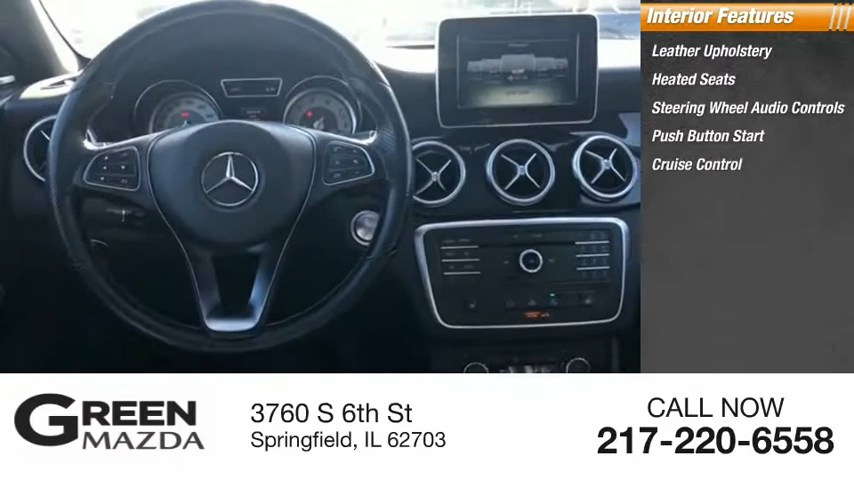 Interior Features
Leather Upholstery
Heated Seats
Steering Wheel Audio Controls
Push Button Start
Cruise Control
GREEN
MAZDA
3760 S 6th St
Springfield, IL 62703
CALL NOW
217-220-6558